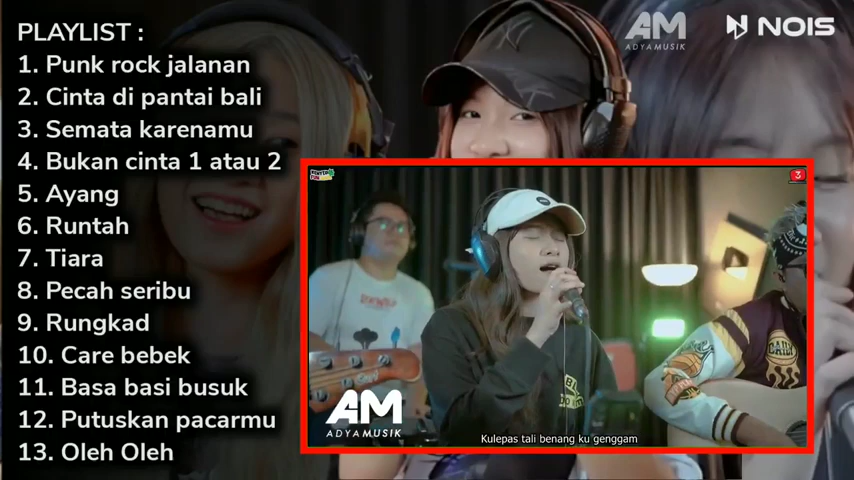 PLAYLIST :
1. Punk rock jalanan
2. Cinta di pantai bali
3. Semata karenamu
4. Bukan cinta 1 atau 2
5. Ayang
6. Runtah
7. Tiara
8. Pecah seribu
9. Rungkad
10. Care bebek
11. Basa basi busuk
12. Putuskan pacarmu
13. Oleh Oleh
AM
ADYAMUSIK
NOIS
3
AM
ADYAMUSIK
Kulepas tali benang ku genggam